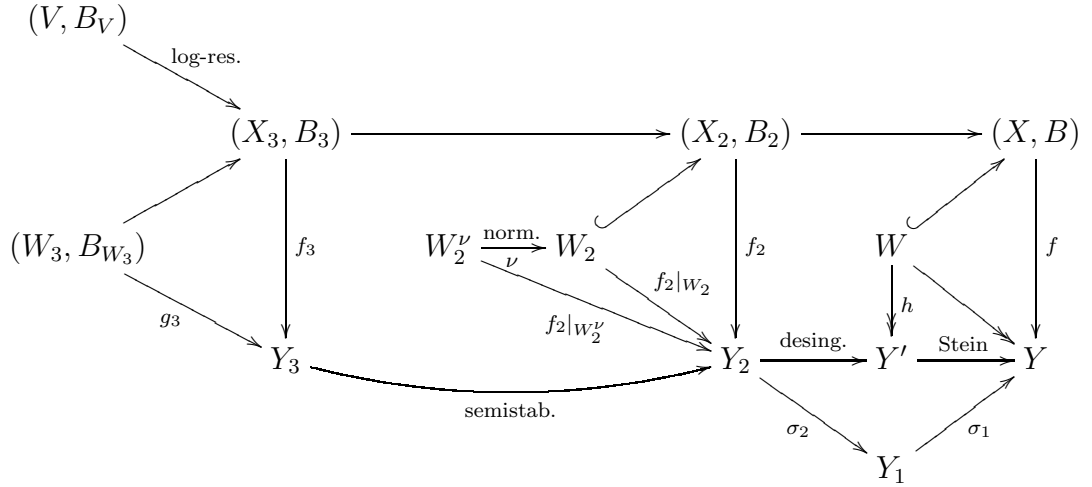 (V, B_V)
log-res.
(X_3, B_3) (X_2, B_2) (X, B)
(W_3, B_{W_3}) f_3 W_2^ν norm. ν W_2 f_2 W f
g_3 f_2|_{W_2^ν} f_2|_{W_2} h
Y_3 Y_2 desing. Y' Stein Y
semistab. σ_2 σ_1
Y_1